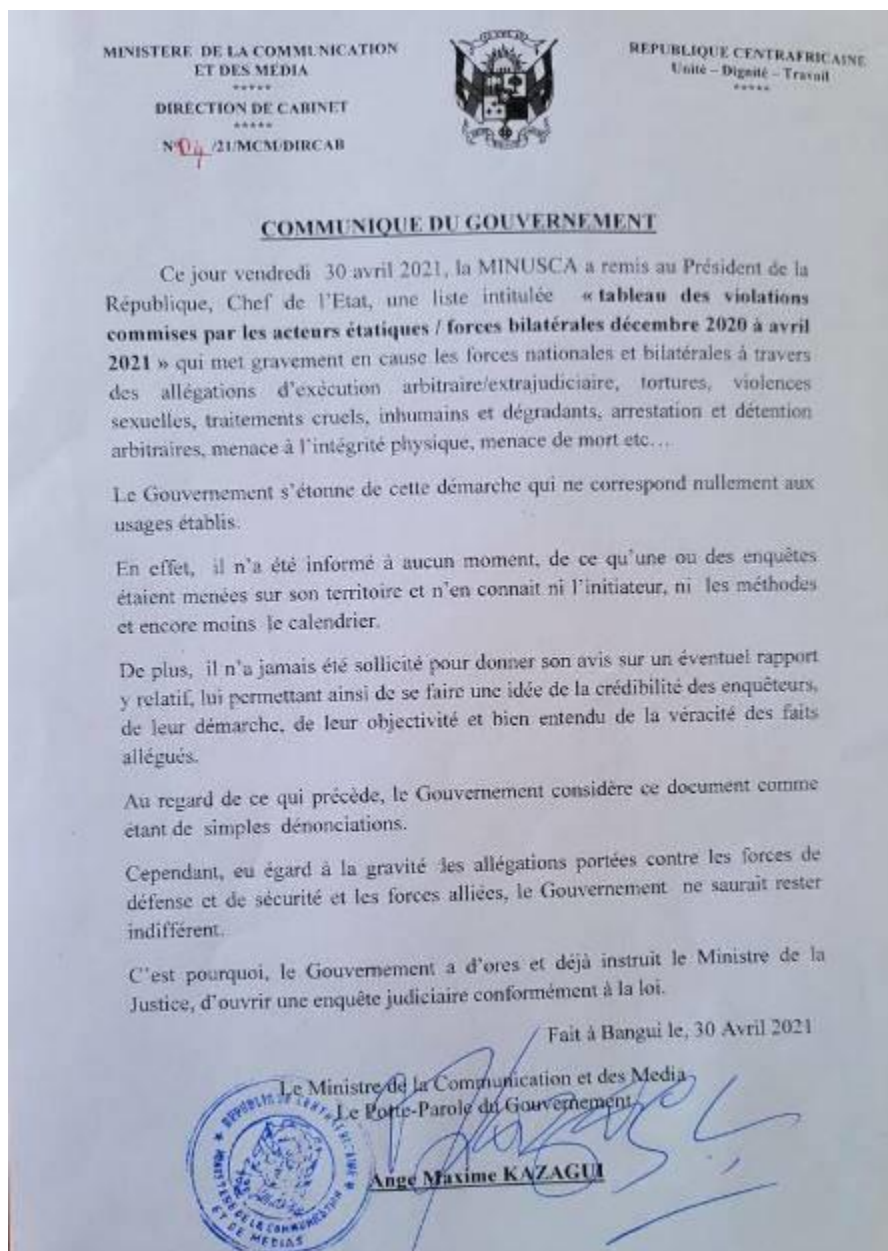 MINISTERE DE LA COMMUNICATION
ET DES MEDIA
*****
DIRECTION DE CABINET
*****
N° /21/MCM/DIRCAB
REPUBLIQUE CENTRAFRICAINE
Unité – Dignité – Travail
*****
COMMUNIQUE DU GOUVERNEMENT
Ce jour vendredi 30 avril 2021, la MINUSCA a remis au Président de la
République, Chef de l'Etat, une liste intitulée « tableau des violations
commises par les acteurs étatiques / forces bilatérales décembre 2020 à avril
2021 » qui met gravement en cause les forces nationales et bilatérales à travers
des allégations d'exécution arbitraire/extrajudiciaire, tortures, violences
sexuelles, traitements cruels, inhumains et dégradants, arrestation et détention
arbitraires, menace à l'intégrité physique, menace de mort etc…
Le Gouvernement s'étonne de cette démarche qui ne correspond nullement aux
usages établis.
En effet, il n'a été informé à aucun moment, de ce qu'une ou des enquêtes
étaient menées sur son territoire et n'en connait ni l'initiateur, ni les méthodes
et encore moins le calendrier.
De plus, il n'a jamais été sollicité pour donner son avis sur un éventuel rapport
y relatif, lui permettant ainsi de se faire une idée de la crédibilité des enquêteurs,
de leur démarche, de leur objectivité et bien entendu de la véracité des faits
allégués.
Au regard de ce qui précède, le Gouvernement considère ce document comme
étant de simples dénonciations.
Cependant, eu égard à la gravité des allégations portées contre les forces de
défense et de sécurité et les forces alliées, le Gouvernement ne saurait rester
indifférent.
C'est pourquoi, le Gouvernement a d'ores et déjà instruit le Ministre de la
Justice, d'ouvrir une enquête judiciaire conformément à la loi.
Fait à Bangui le, 30 Avril 2021
Le Ministre de la Communication et des Media
Le Porte-Parole du Gouvernement
Ange Maxime KAZAGUI
REPUBLIQUE CENTRAFRICAINE
MINISTERE DE LA COMMUNICATION
ET DE MEDIAS